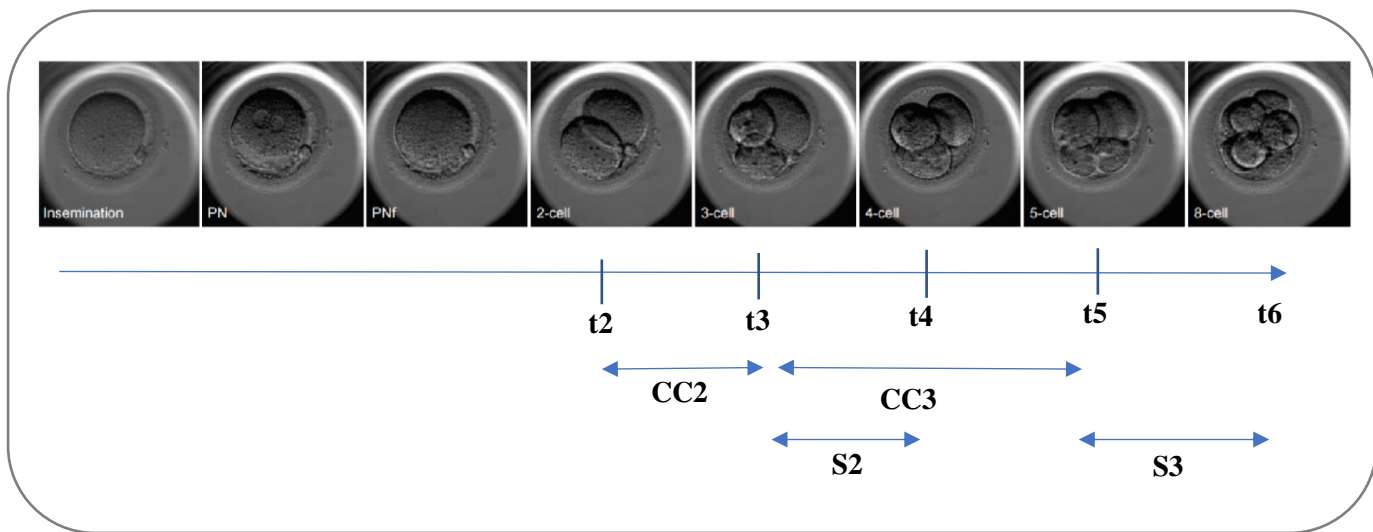 Insemination
PN
PNf
2-cell
3-cell
4-cell
5-cell
8-cell
t2
t3
t4
t5
t6
CC2
CC3
S2
S3